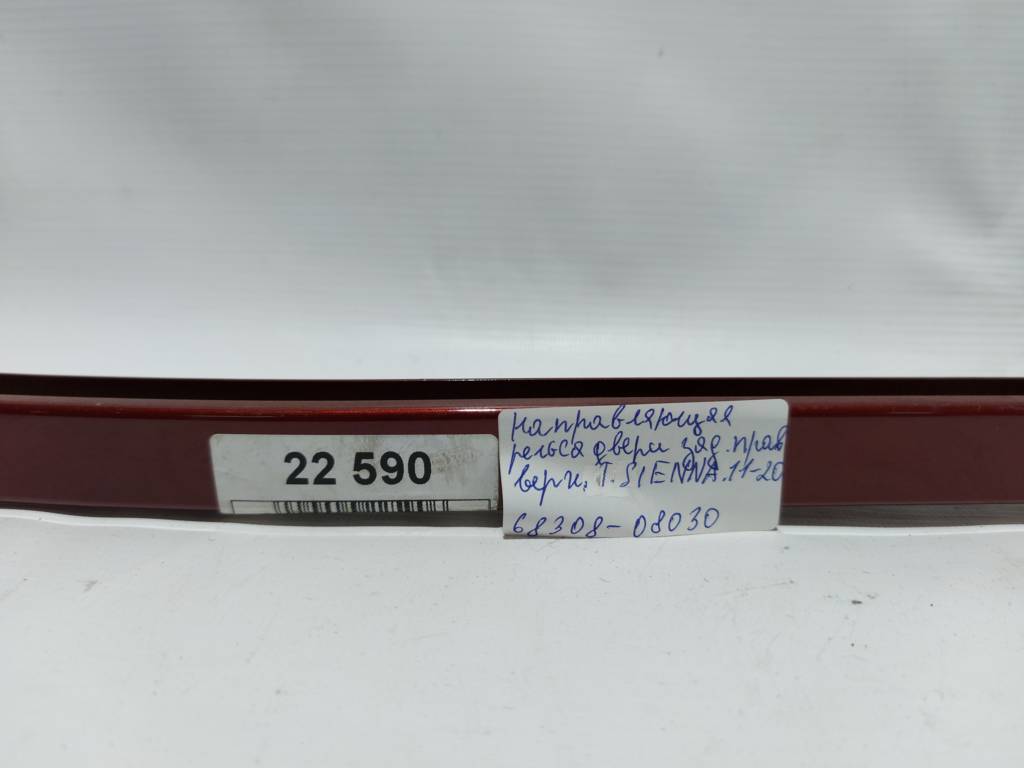 22 590
направляющая
рельса двери зад. прав
верх, T. SIENNA. 11-20
68308-08030